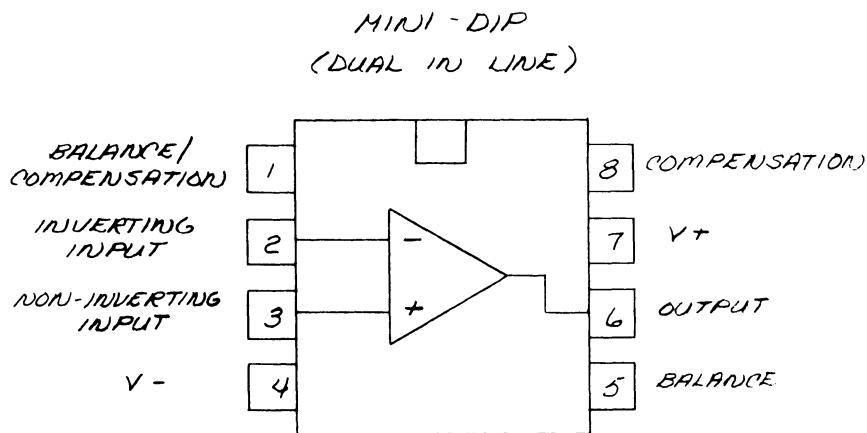 MINI-DIP
(DUAL IN LINE)
BALANCE/
COMPENSATION
1
INVERTING
INPUT
2
NON-INVERTING
INPUT
3
V-
4
-
+
8
COMPENSATION
7
V+
6
OUTPUT
5
BALANCE